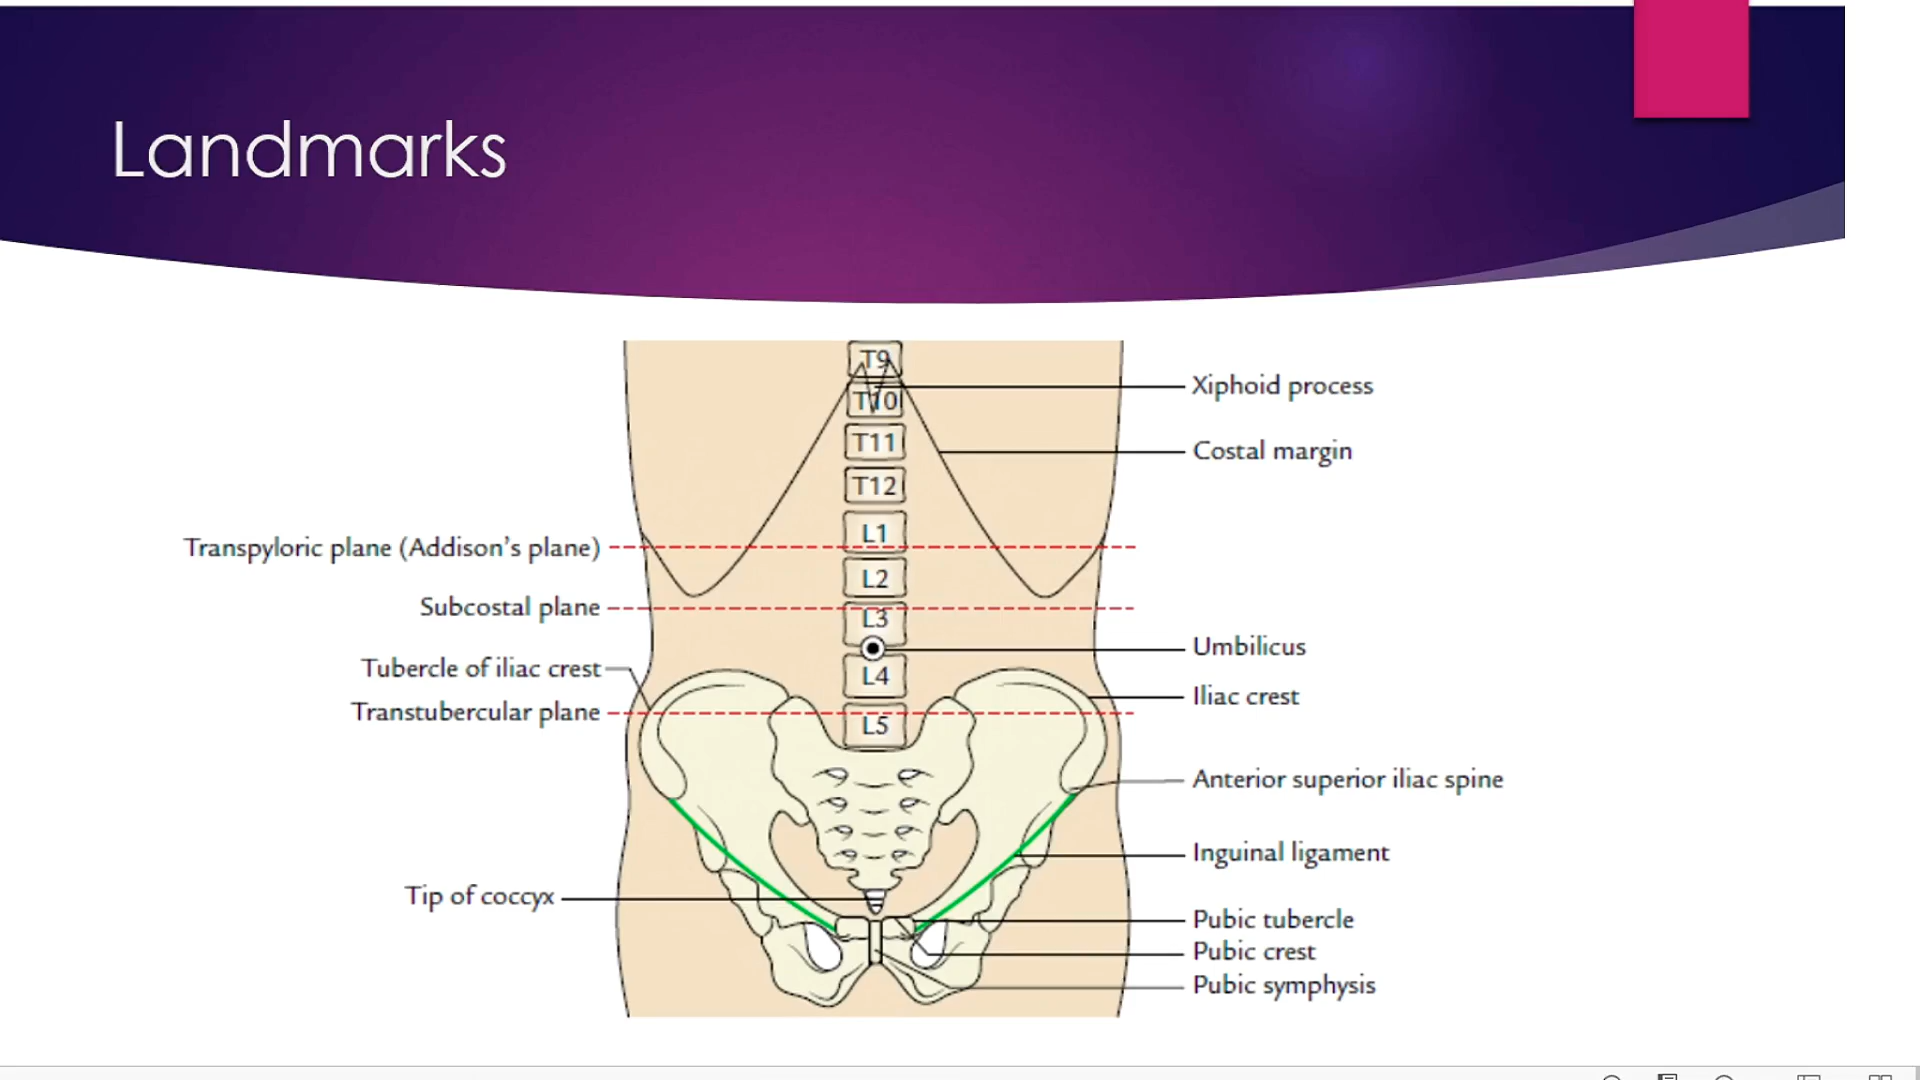 Landmarks
T9
Xiphoid process
T10
T11
Costal margin
T12
L1
Transpyloric plane (Addison's plane)
L2
Subcostal plane
L3
Umbilicus
Tubercle of iliac crest
L4
Iliac crest
Transtubercular plane
L5
Anterior superior iliac spine
Inguinal ligament
Tip of coccyx
Pubic tubercle
Pubic crest
Pubic symphysis